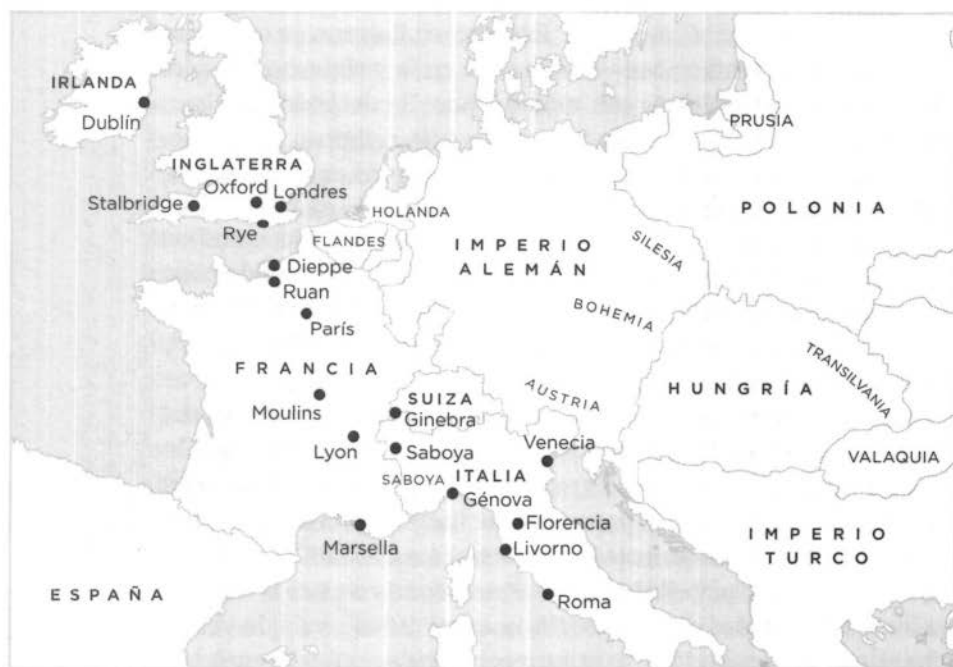 IRLANDA
Dublín
PRUSIA
INGLATERRA
Oxford
Londres
Stalbridge
HOLANDA
POLONIA
Rye
FLANDES
IMPERIO
ALEMÁN
SILESIA
Dieppe
Ruan
BOHEMIA
París
FRANCIA
TRANSILVANIA
SUIZA
AUSTRIA
HUNGRÍA
Moulins
Ginebra
Lyon
Saboya
Venecia
VALAQUIA
SABOYA
ITALIA
Génova
Florencia
IMPERIO
TURCO
Marsella
Livorno
ESPAÑA
Roma